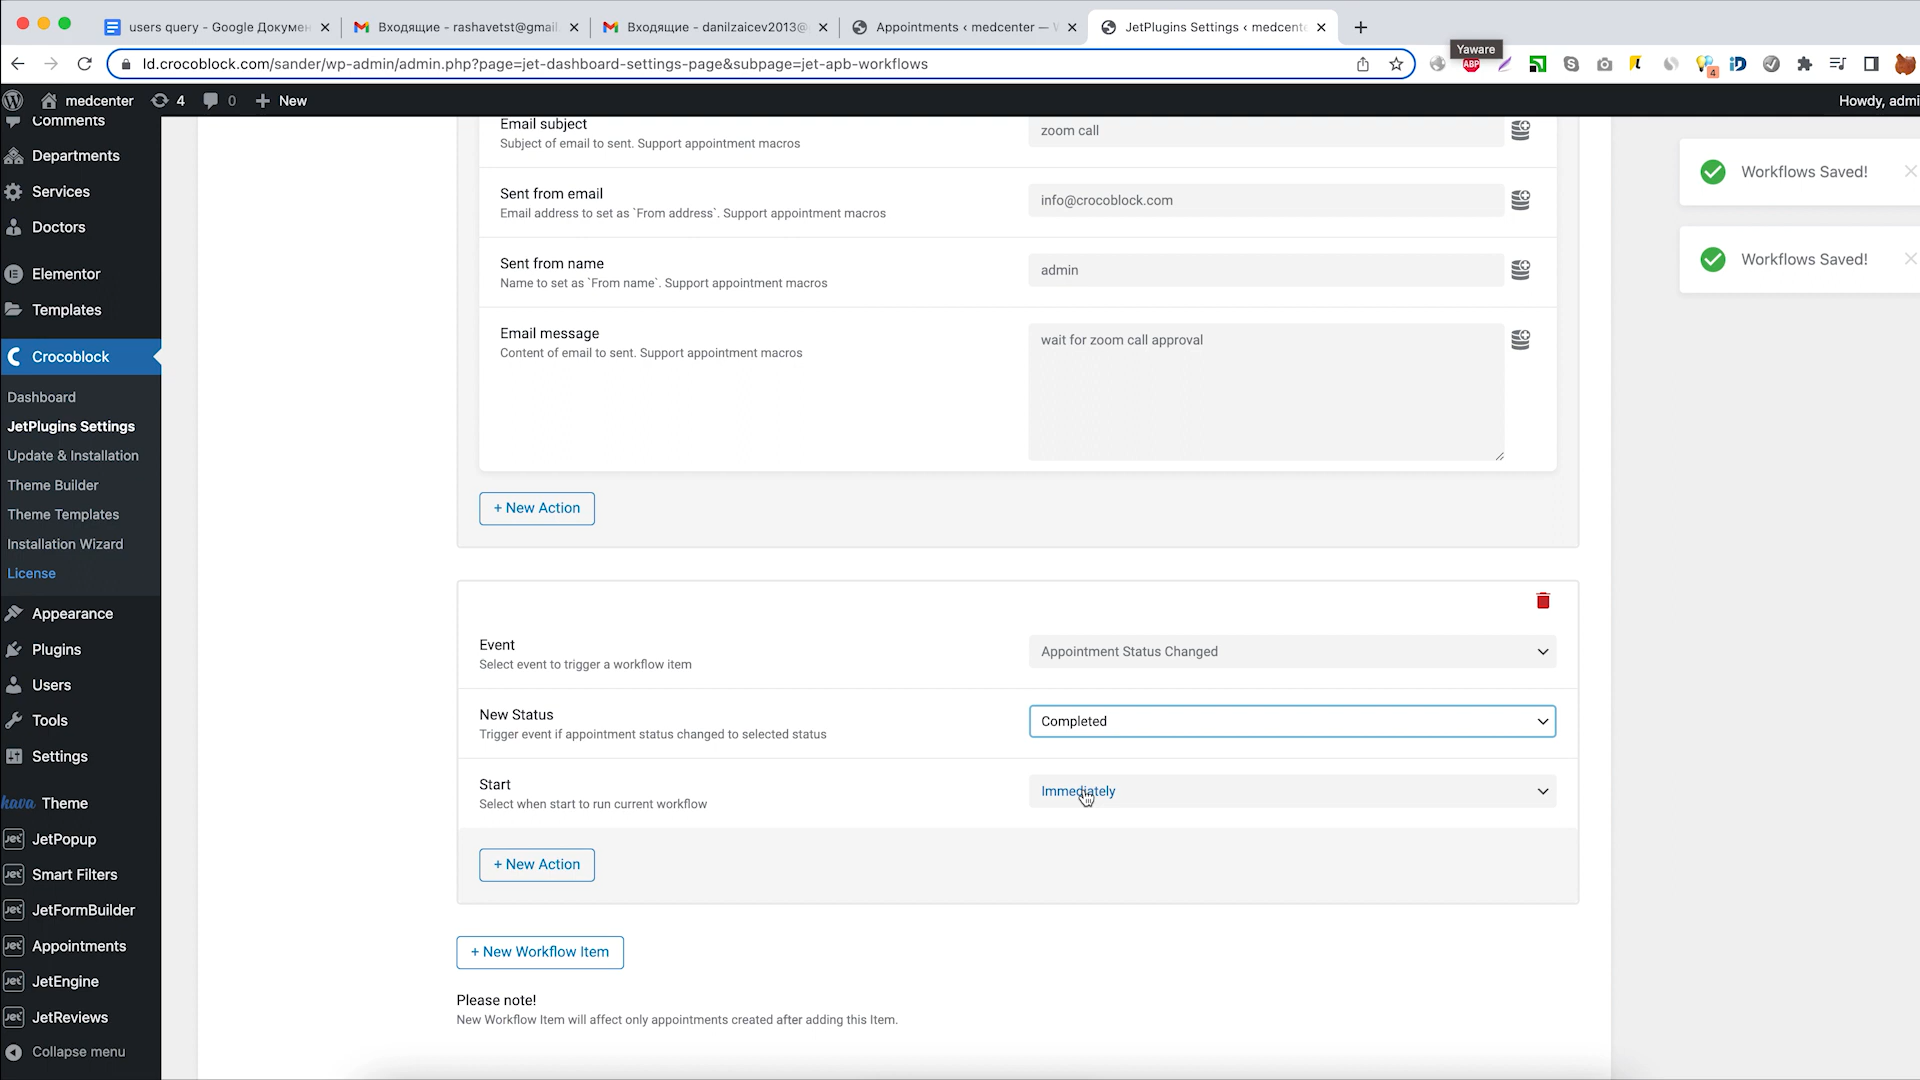 users query - Google Докумен
Входящие - rashavetst@gmail.
Входящие - danilzaicev2013@
Appointments ‹ medcenter — W
JetPlugins Settings ‹ medcente
Yaware
ld.crocoblock.com/sander/wp-admin/admin.php?page=jet-dashboard-settings-page&subpage=jet-apb-workflows
ABP
4
medcenter
4
0
New
Howdy, admi
Comments
Departments
Services
Doctors
Elementor
Templates
Crocoblock
Dashboard
JetPlugins Settings
Update & Installation
Theme Builder
Theme Templates
Installation Wizard
License
Appearance
Plugins
Users
Tools
Settings
kava Theme
Jet JetPopup
Jet Smart Filters
Jet JetFormBuilder
Jet Appointments
Jet JetEngine
Jet JetReviews
Collapse menu
Email subject
Subject of email to sent. Support appointment macros
zoom call
Sent from email
Email address to set as `From address`. Support appointment macros
info@crocoblock.com
Sent from name
Name to set as `From name`. Support appointment macros
admin
Email message
Content of email to sent. Support appointment macros
wait for zoom call approval
+ New Action
Event
Select event to trigger a workflow item
Appointment Status Changed
New Status
Trigger event if appointment status changed to selected status
Completed
Start
Select when start to run current workflow
Immediately
+ New Action
+ New Workflow Item
Please note!
New Workflow Item will affect only appointments created after adding this Item.
Workflows Saved!
Workflows Saved!